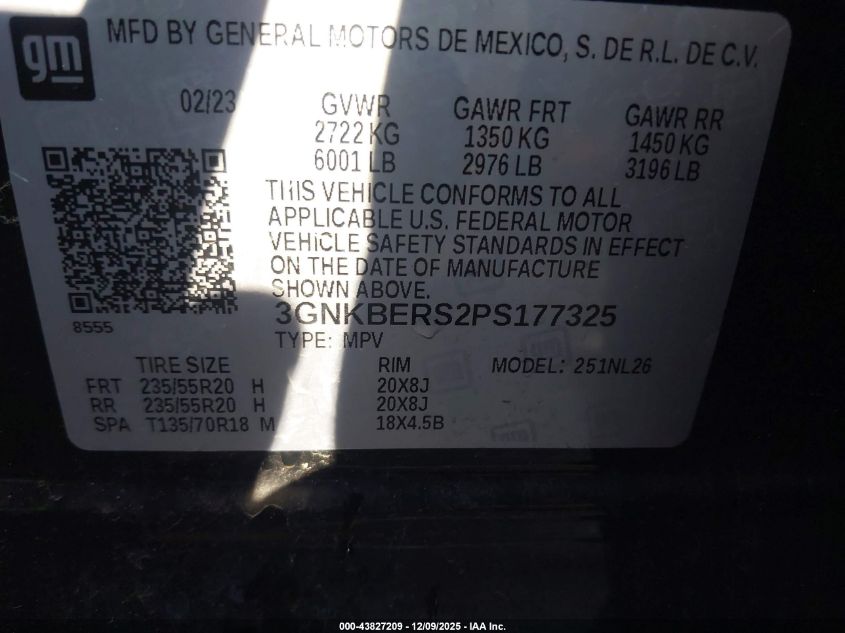 gm
MFD BY GENERAL MOTORS DE MEXICO, S. DE R.L. DE C.V.
02/23 GVWR GAWR FRT GAWR RR
2722 KG 1350 KG 1450 KG
6001 LB 2976 LB 3196 LB
THIS VEHICLE CONFORMS TO ALL
APPLICABLE U.S. FEDERAL MOTOR
VEHICLE SAFETY STANDARDS IN EFFECT
ON THE DATE OF MANUFACTURE
SHOWN ABOVE.
8555
3GNKBERS2PS177325
TYPE: MPV
TIRE SIZE RIM MODEL: 251NL26
FRT 235/55R20 H 20X8J
RR 235/55R20 H 20X8J
SPA T135/70R18 M 18X4.5B
000-43827209 - 12/09/2025 - IAA Inc.